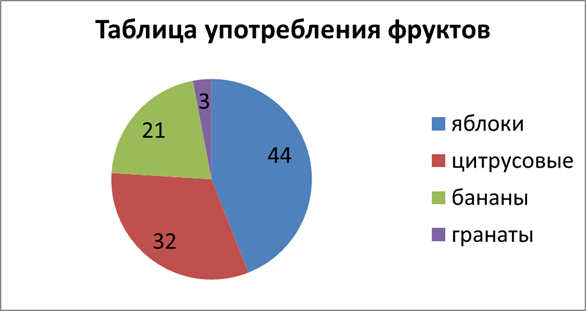 Таблица употребления фруктов
3
21
44
32
яблоки
цитрусовые
бананы
гранаты